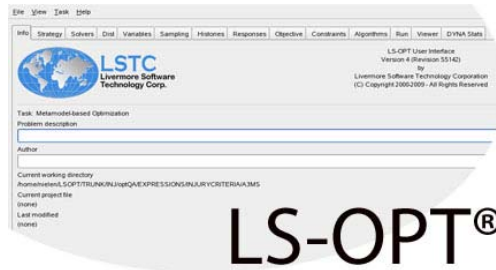 File View Task Help
Info Strategy Solvers Dist Variables Sampling Histories Responses Objective Constraints Algorithms Run Viewer DYNA Stats
LSTC
Livermore Software
Technology Corp.
LS-OPT User Interface
Version 4 (Revision 55142)
by
Livermore Software Technology Corporation
(C) Copyright 2000-2009 - All Rights Reserved
Task: Metamodel-based Optimization
Problem description
Author
Current working directory
/home/nielen/LSOPT/TRUNK/INJ/optQA/EXPRESSIONS/INJURYCRITERIA/A3MS
Current project file
(none)
Last modified
(none)
LS-OPT®